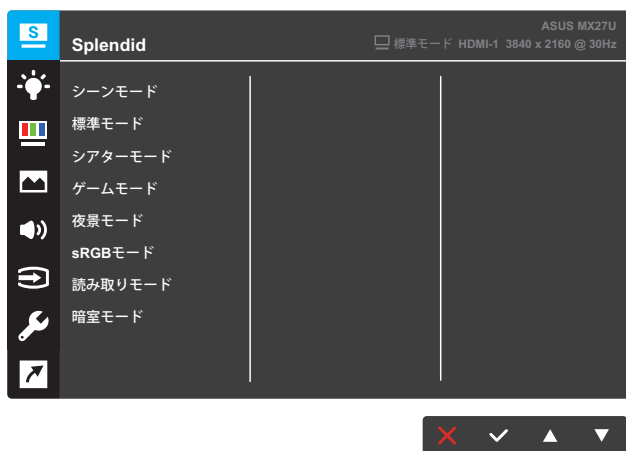 S
ASUS MX27U
Splendid
標準モード HDMI-1 3840 x 2160 @ 30Hz
シーンモード
標準モード
シアターモード
ゲームモード
夜景モード
sRGBモード
読み取りモード
暗室モード